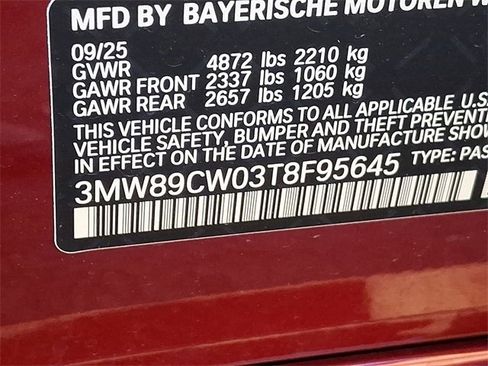 MFD BY BAYERISCHE MOTOREN W
09/25
GVWR 4872 lbs 2210 kg
GAWR FRONT 2337 lbs 1060 kg
GAWR REAR 2657 lbs 1205 kg
THIS VEHICLE CONFORMS TO ALL APPLICABLE U.S.
VEHICLE SAFETY, BUMPER AND THEFT PREVENTI
IN EFFECT ON THE DATE OF MANUFACTURE SHOW
3MW89CW03T8F95645 TYPE: PAS